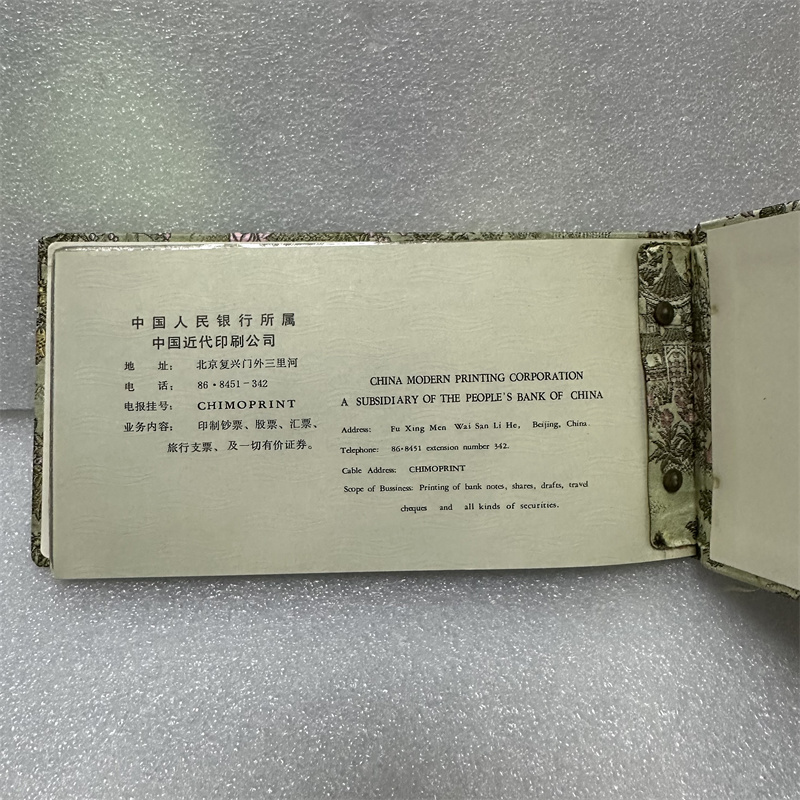 中国人民银行所属
中国近代印刷公司
地 址: 北京复兴门外三里河
电 话: 86·8451-342
电报挂号: CHIMOPRINT
业务内容: 印制钞票、股票、汇票、
旅行支票、及一切有价证券。
CHINA MODERN PRINTING CORPORATION
A SUBSIDIARY OF THE PEOPLE'S BANK OF CHINA
Address: Fu Xing Men Wai San Li He, Beijing, China.
Telephone: 86·8451 extension number 342.
Cable Address: CHIMOPRINT
Scope of Bussiness: Printing of bank notes, shares, drafts, travel
cheques and all kinds of securities.